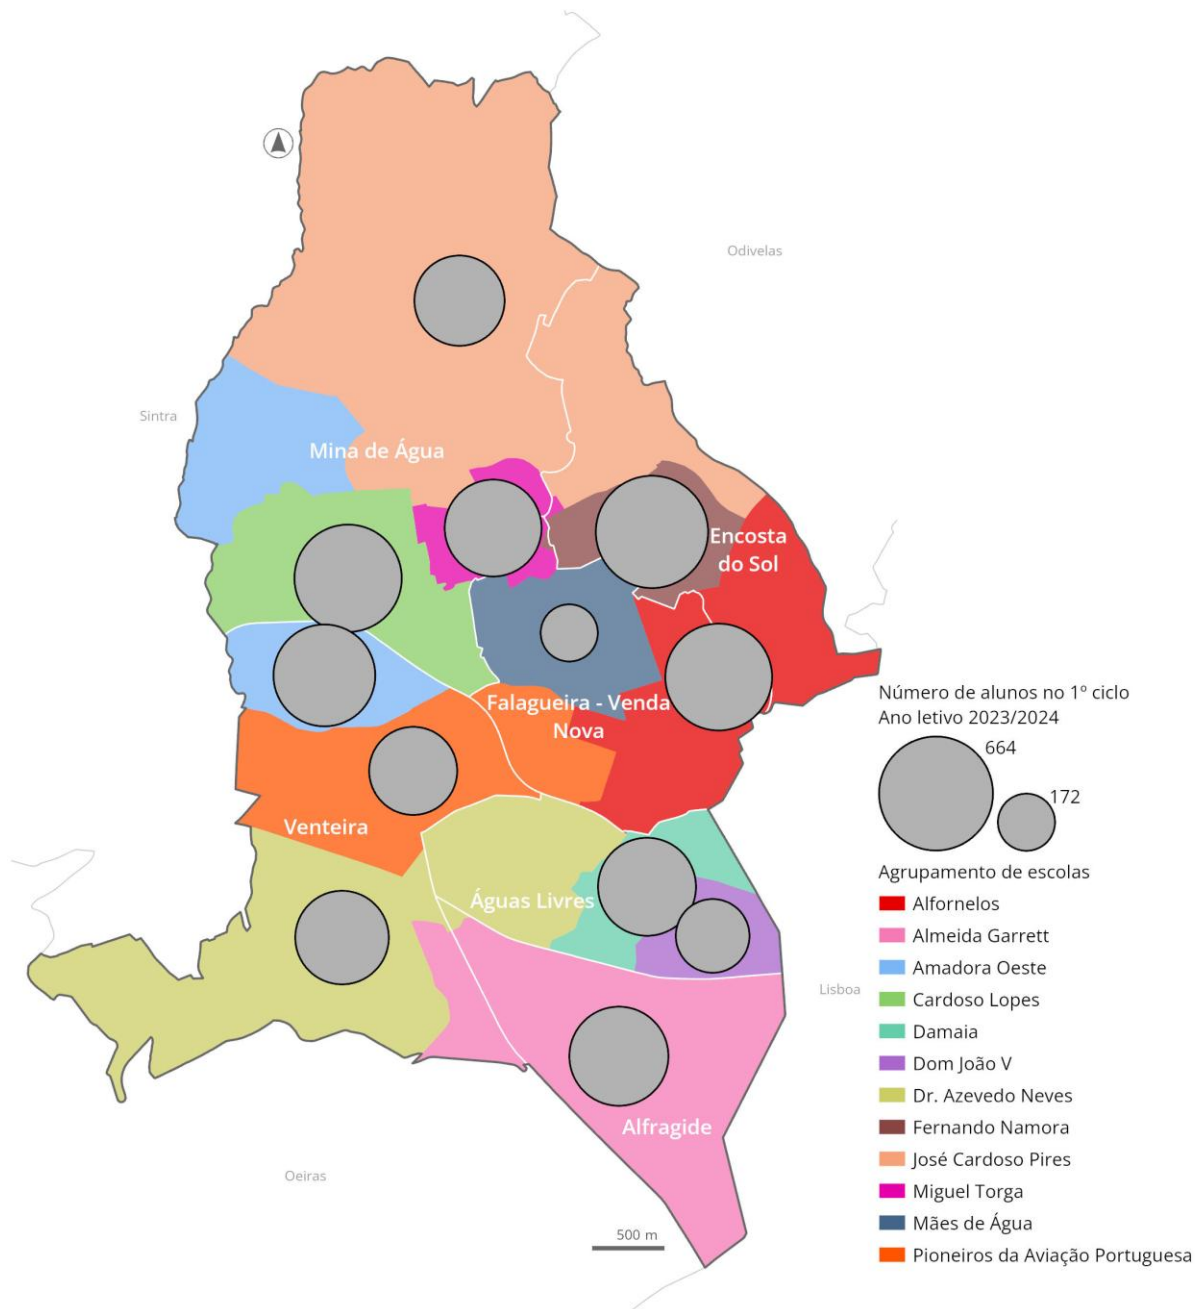 Odivelas
Sintra
Mina de Água
Encosta
do Sol
Falagueira - Venda
Nova
Venteira
Águas Livres
Lisboa
Alfragide
Oeiras
500 m
Número de alunos no 1º ciclo
Ano letivo 2023/2024
664
172
Agrupamento de escolas
Alfornelos
Almeida Garrett
Amadora Oeste
Cardoso Lopes
Damaia
Dom João V
Dr. Azevedo Neves
Fernando Namora
José Cardoso Pires
Miguel Torga
Mães de Água
Pioneiros da Aviação Portuguesa